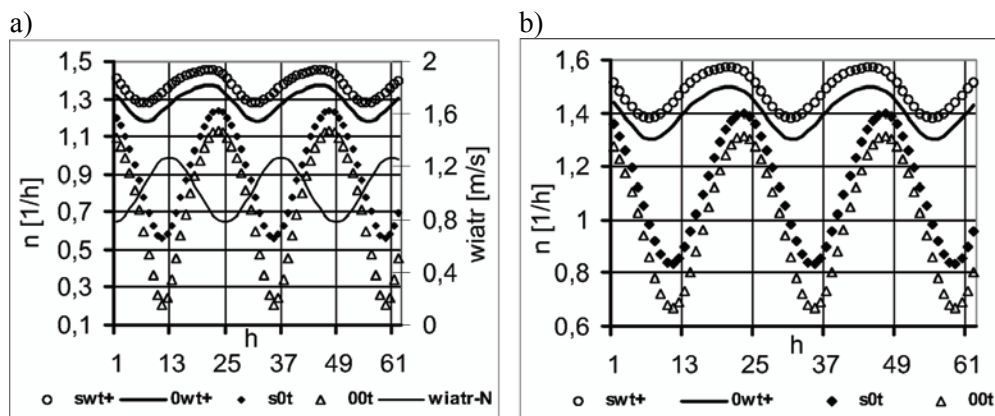 a)
1,5
1,3
1,1
0,9
0,7
0,5
0,3
0,1
n [1/h]
2
1,6
1,2
0,8
0,4
0
wiatr [m/s]
1 13 25 37 49 61
h
swt+ 0wt+ s0t 00t wiatr-N
b)
1,6
1,4
1,2
1
0,8
0,6
n [1/h]
1 13 25 37 49 61
h
swt+ 0wt+ s0t 00t